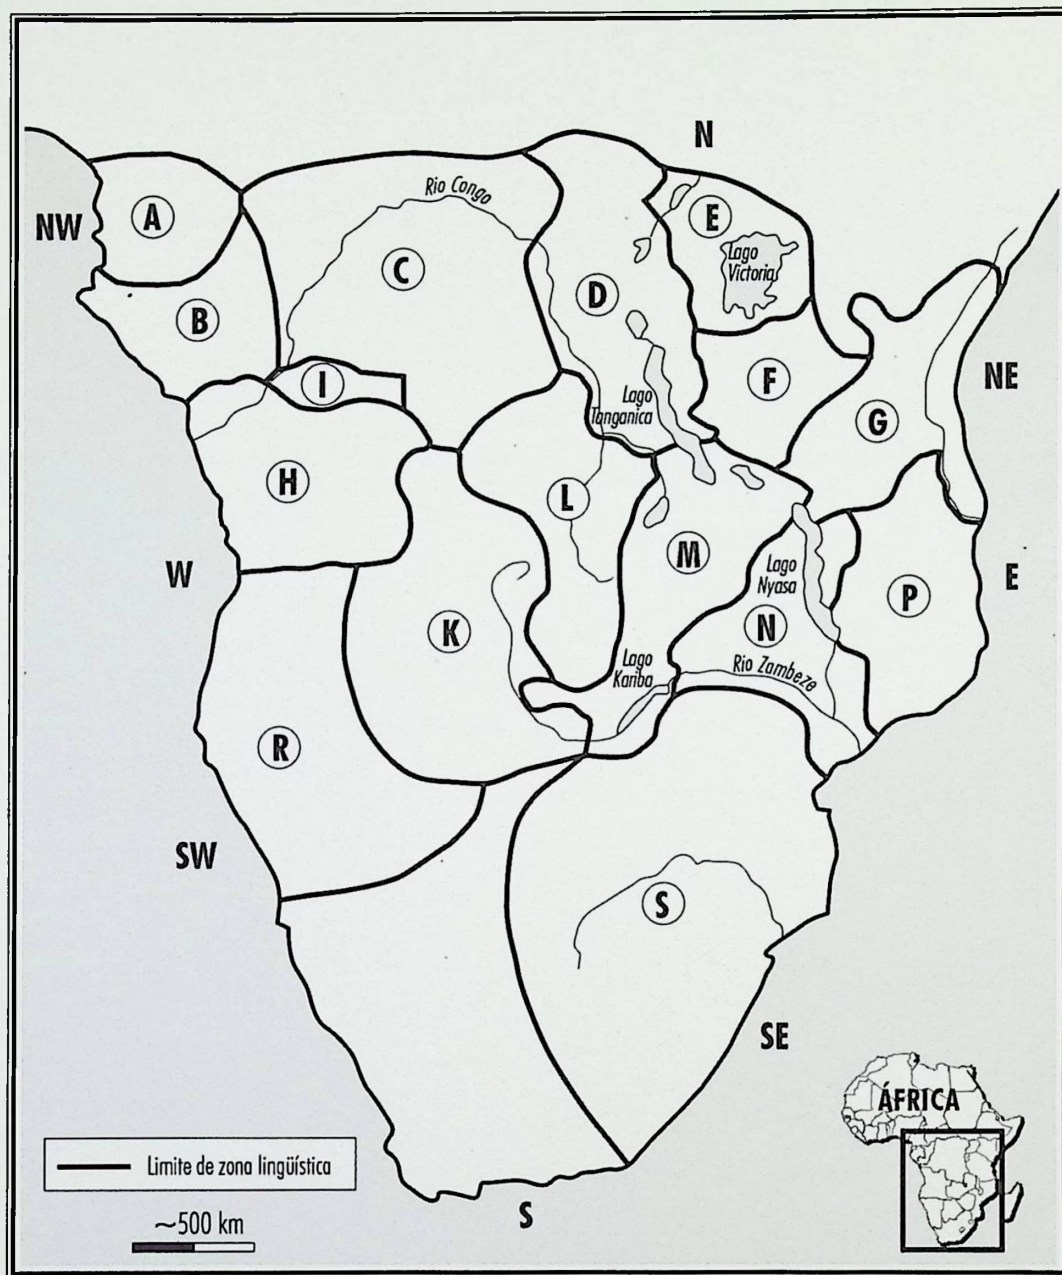 N
NW
A
Rio Congo
E
C
Lago
Victoria
D
B
NE
I
F
Lago
Tanganica
G
H
L
M
W
Lago
Nyasa
E
P
K
N
Lago
Kariba
Rio Zambeze
R
SW
S
SE
ÁFRICA
Limite de zona lingüística
S
~500 km